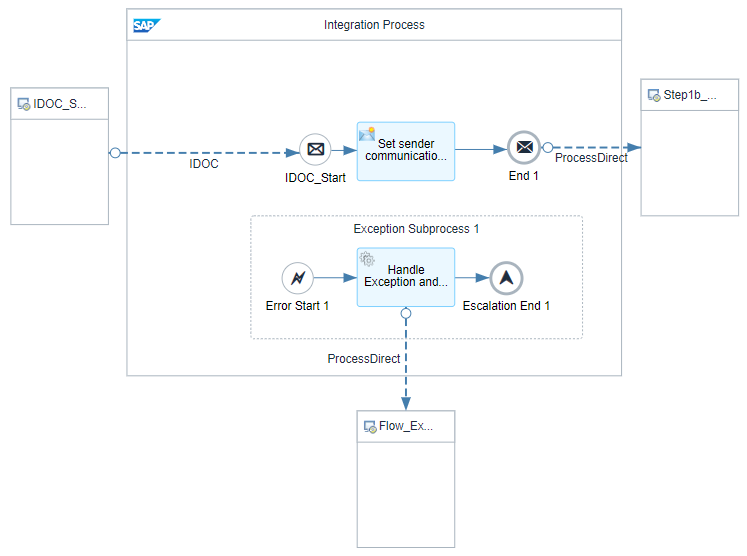 SAP
Integration Process
IDOC_S...
Step1b_...
Set sender
communicatio...
IDOC
IDOC_Start
End 1
ProcessDirect
Exception Subprocess 1
Handle
Exception and...
Error Start 1
Escalation End 1
ProcessDirect
Flow_Ex...